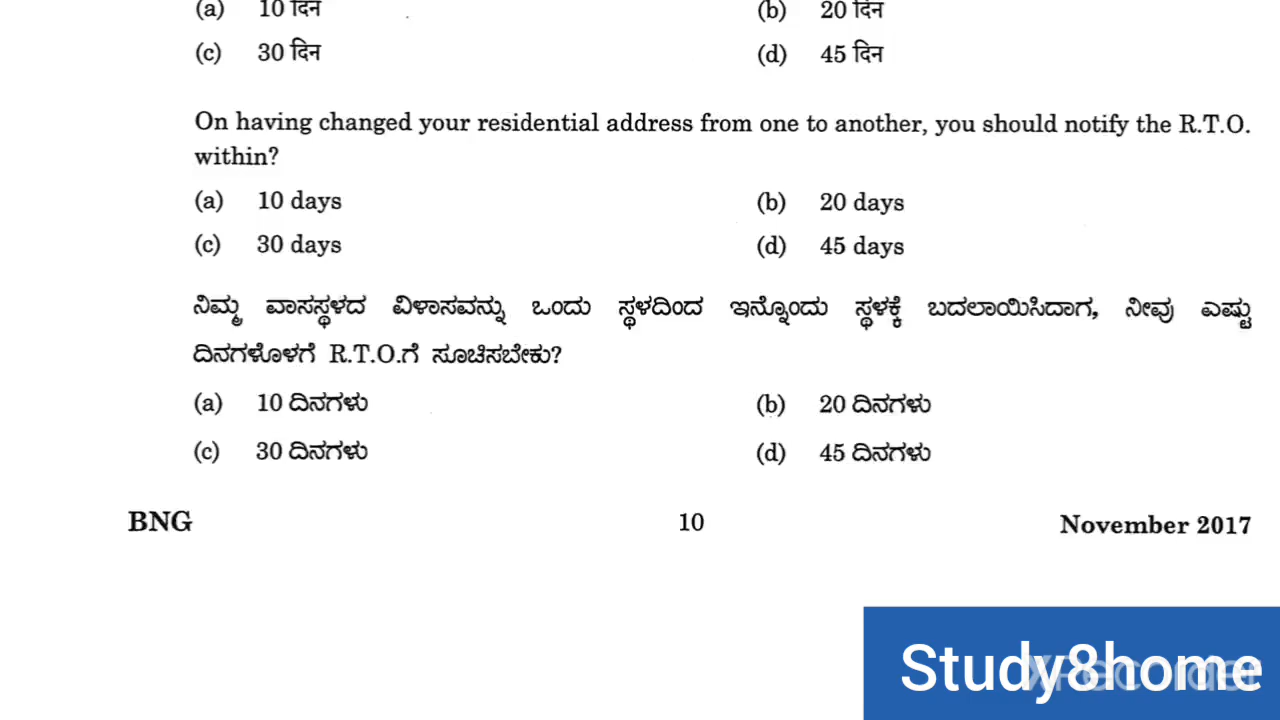 (a) 10 दिन (b) 20 दिन
(c) 30 दिन (d) 45 दिन
On having changed your residential address from one to another, you should notify the R.T.O.
within?
(a) 10 days (b) 20 days
(c) 30 days (d) 45 days
ನಿಮ್ಮ ವಾಸಸ್ಥಳದ ವಿಳಾಸವನ್ನು ಒಂದು ಸ್ಥಳದಿಂದ ಇನ್ನೊಂದು ಸ್ಥಳಕ್ಕೆ ಬದಲಾಯಿಸಿದಾಗ, ನೀವು ಎಷ್ಟು
ದಿನಗಳೊಳಗೆ R.T.O.ಗೆ ಸೂಚಿಸಬೇಕು?
(a) 10 ದಿನಗಳು (b) 20 ದಿನಗಳು
(c) 30 ದಿನಗಳು (d) 45 ದಿನಗಳು
BNG 10 November 2017
Study8home
XRecorder